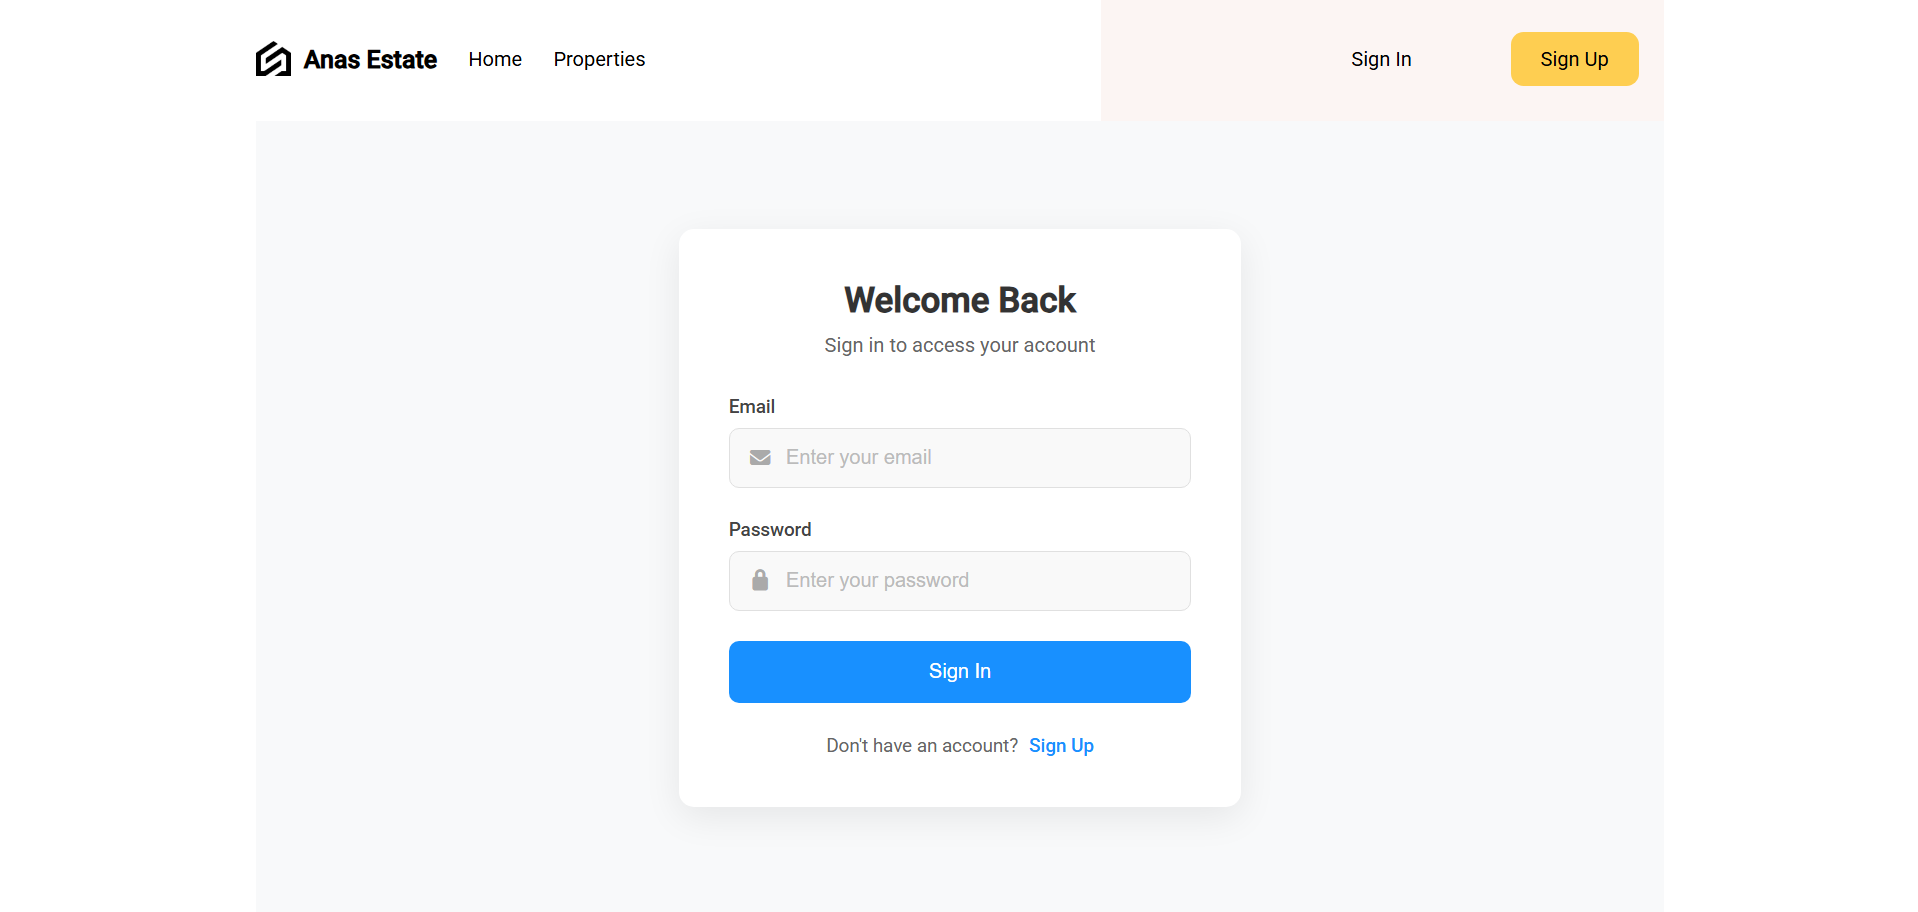 Anas Estate Home Properties Sign In Sign Up
Welcome Back
Sign in to access your account
Email
Enter your email
Password
Enter your password
Sign In
Don't have an account? Sign Up